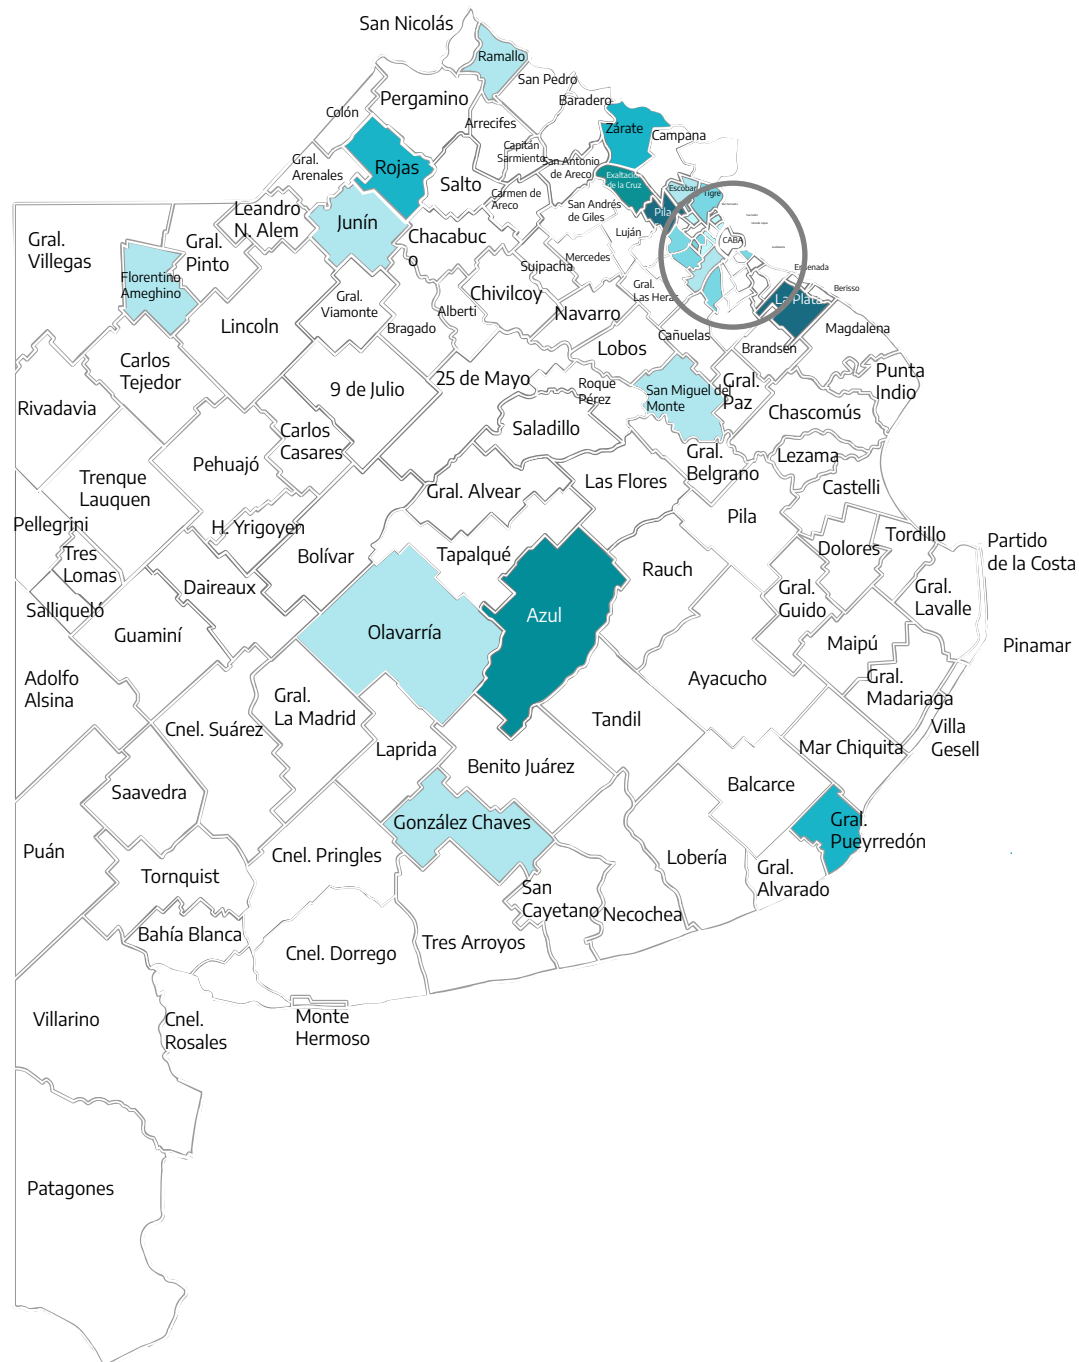 San Nicolás
Ramallo
San Pedro
Pergamino
Baradero
Colón
Arrecifes
Zárate
Campana
Capitán
Sarmiento
Gral.
Arenales
Rojas
San Antonio
de Areco
Exaltación
de la Cruz
Salto
Escobar
Tigre
Carmen de
Areco
Leandro
N. Alem
Junín
San Andrés
de Giles
Pila
Luján
CABA
Gral.
Villegas
Gral.
Pinto
Chacabuc
o
Suipacha
Mercedes
Ensenada
Florentino
Ameghino
Gral.
Las Heras
Berisso
Gral.
Viamonte
Chivilcoy
La Plata
Alberti
Navarro
Lincoln
Bragado
Cañuelas
Magdalena
Lobos
Brandsen
Carlos
Tejedor
Punta
Indio
9 de Julio
25 de Mayo
Roque
Pérez
San Miguel del
Monte
Gral.
Paz
Rivadavia
Chascomús
Carlos
Casares
Saladillo
Gral.
Belgrano
Lezama
Pehuajó
Trenque
Lauquen
Gral. Alvear
Las Flores
Castelli
Pellegrini
H. Yrigoyen
Pila
Tordillo
Partido
de la Costa
Tres
Lomas
Bolívar
Tapalqué
Dolores
Rauch
Daireaux
Gral.
Guido
Gral.
Lavalle
Salliqueló
Guaminí
Olavarría
Azul
Maipú
Pinamar
Adolfo
Alsina
Ayacucho
Gral.
Madariaga
Gral.
La Madrid
Cnel. Suárez
Tandil
Villa
Gesell
Laprida
Mar Chiquita
Benito Juárez
Saavedra
Balcarce
González Chaves
Gral.
Pueyrredón
Puán
Cnel. Pringles
Lobería
Tornquist
Gral.
Alvarado
San
Cayetano
Necochea
Bahía Blanca
Tres Arroyos
Cnel. Dorrego
Villarino
Cnel.
Rosales
Monte
Hermoso
Patagones